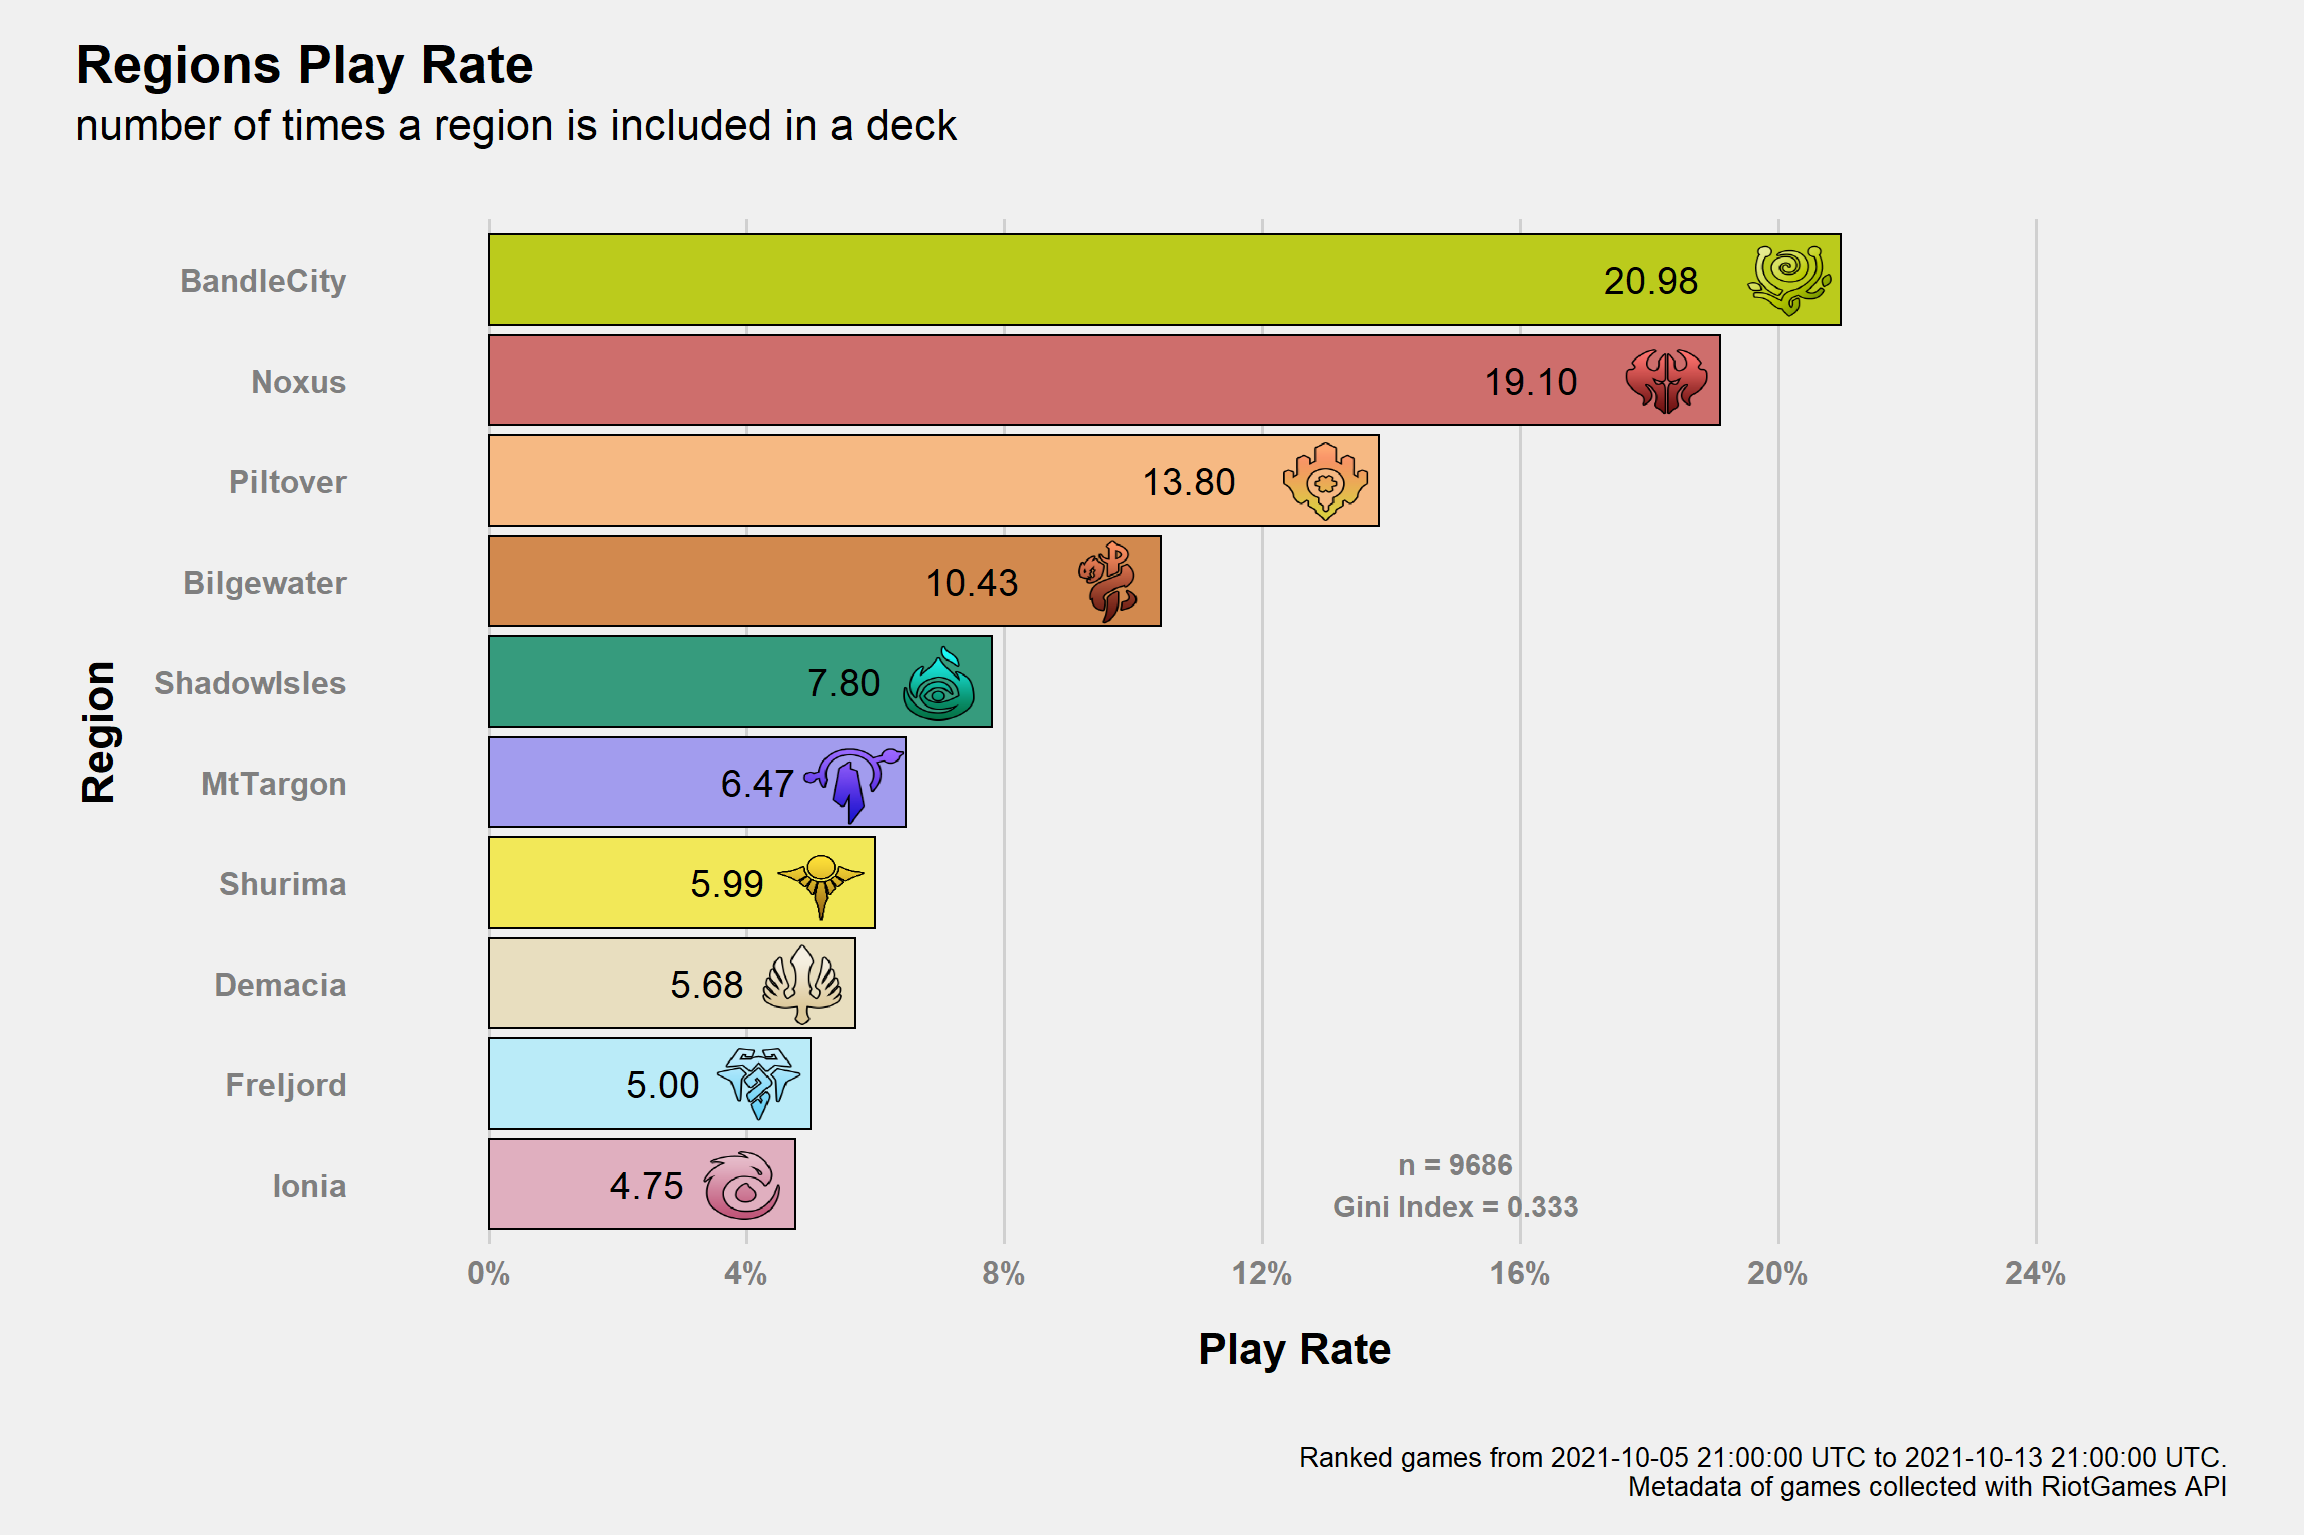 Regions Play Rate
number of times a region is included in a deck
Region
BandleCity
20.98
Noxus
19.10
Piltover
13.80
Bilgewater
10.43
ShadowIsles
7.80
MtTargon
6.47
Shurima
5.99
Demacia
5.68
Freljord
5.00
Ionia
4.75
n = 9686
Gini Index = 0.333
0% 4% 8% 12% 16% 20% 24%
Play Rate
Ranked games from 2021-10-05 21:00:00 UTC to 2021-10-13 21:00:00 UTC.
Metadata of games collected with RiotGames API